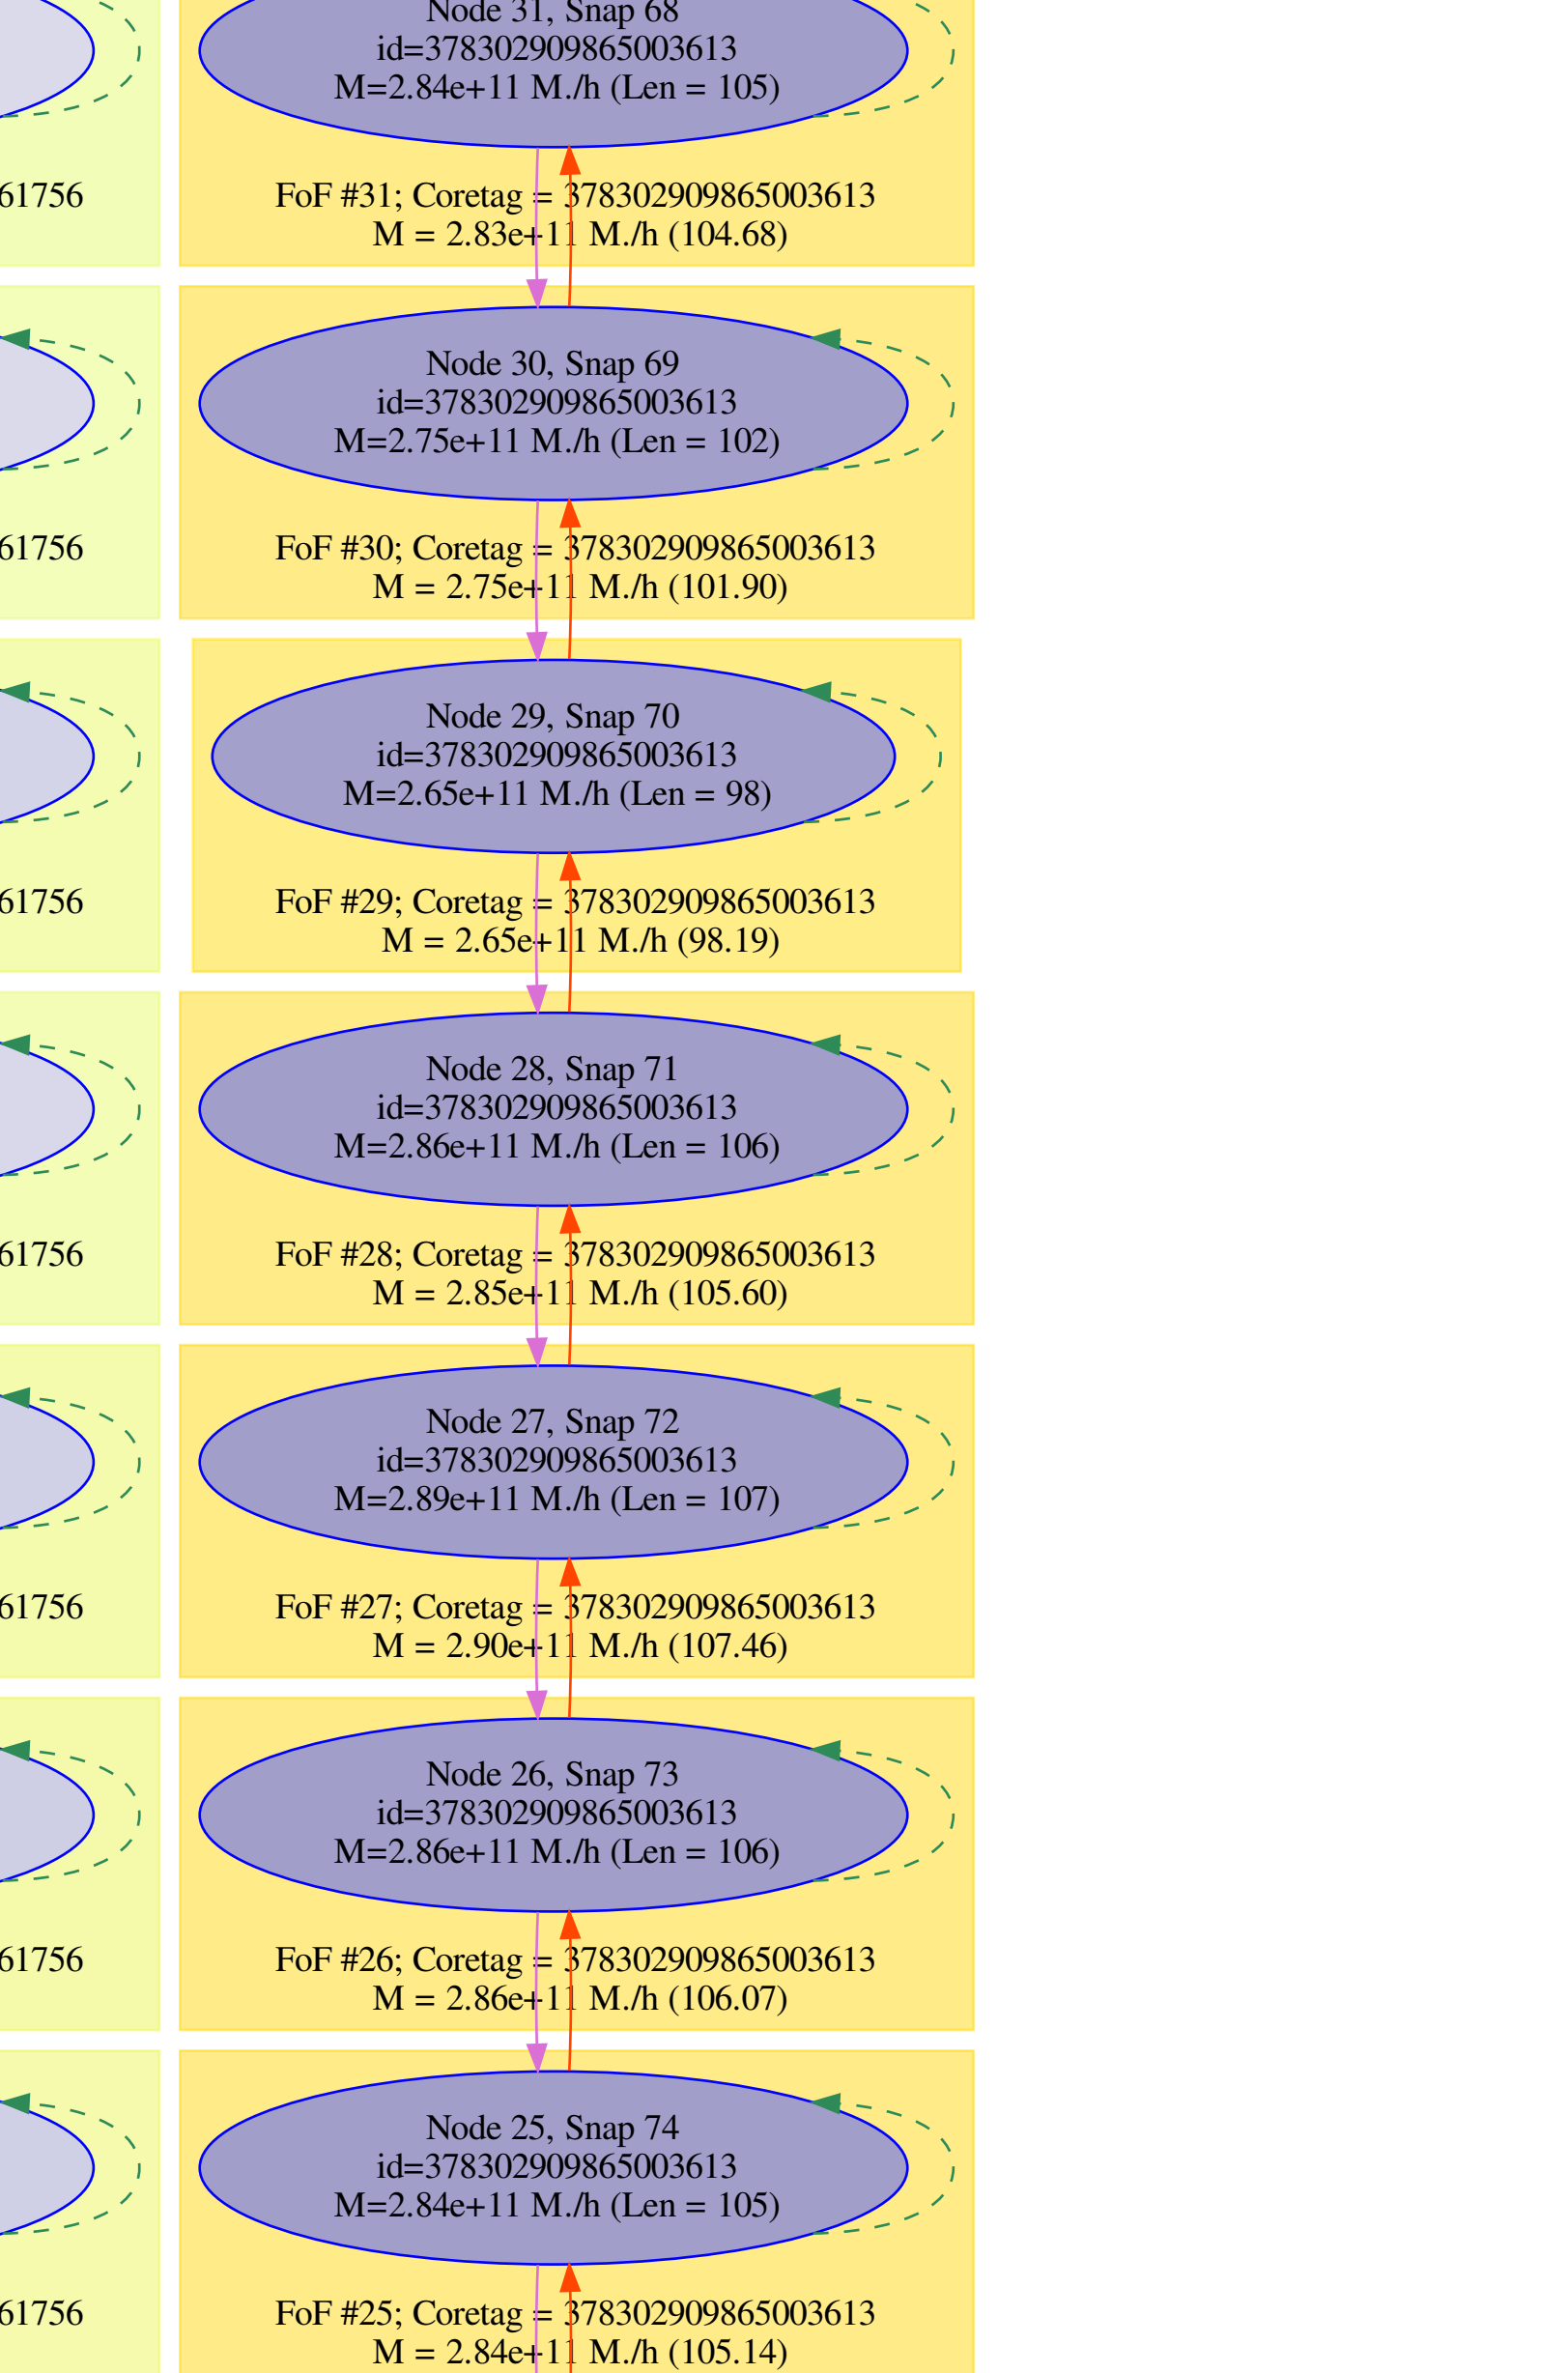 Node 31, Snap 68
id=378302909865003613
M=2.84e+11 M./h (Len = 105)
61756
FoF #31; Coretag = 378302909865003613
M = 2.83e+11 M./h (104.68)
Node 30, Snap 69
id=378302909865003613
M=2.75e+11 M./h (Len = 102)
61756
FoF #30; Coretag = 378302909865003613
M = 2.75e+11 M./h (101.90)
Node 29, Snap 70
id=378302909865003613
M=2.65e+11 M./h (Len = 98)
61756
FoF #29; Coretag = 378302909865003613
M = 2.65e+11 M./h (98.19)
Node 28, Snap 71
id=378302909865003613
M=2.86e+11 M./h (Len = 106)
61756
FoF #28; Coretag = 378302909865003613
M = 2.85e+11 M./h (105.60)
Node 27, Snap 72
id=378302909865003613
M=2.89e+11 M./h (Len = 107)
61756
FoF #27; Coretag = 378302909865003613
M = 2.90e+11 M./h (107.46)
Node 26, Snap 73
id=378302909865003613
M=2.86e+11 M./h (Len = 106)
61756
FoF #26; Coretag = 378302909865003613
M = 2.86e+11 M./h (106.07)
Node 25, Snap 74
id=378302909865003613
M=2.84e+11 M./h (Len = 105)
61756
FoF #25; Coretag = 378302909865003613
M = 2.84e+11 M./h (105.14)